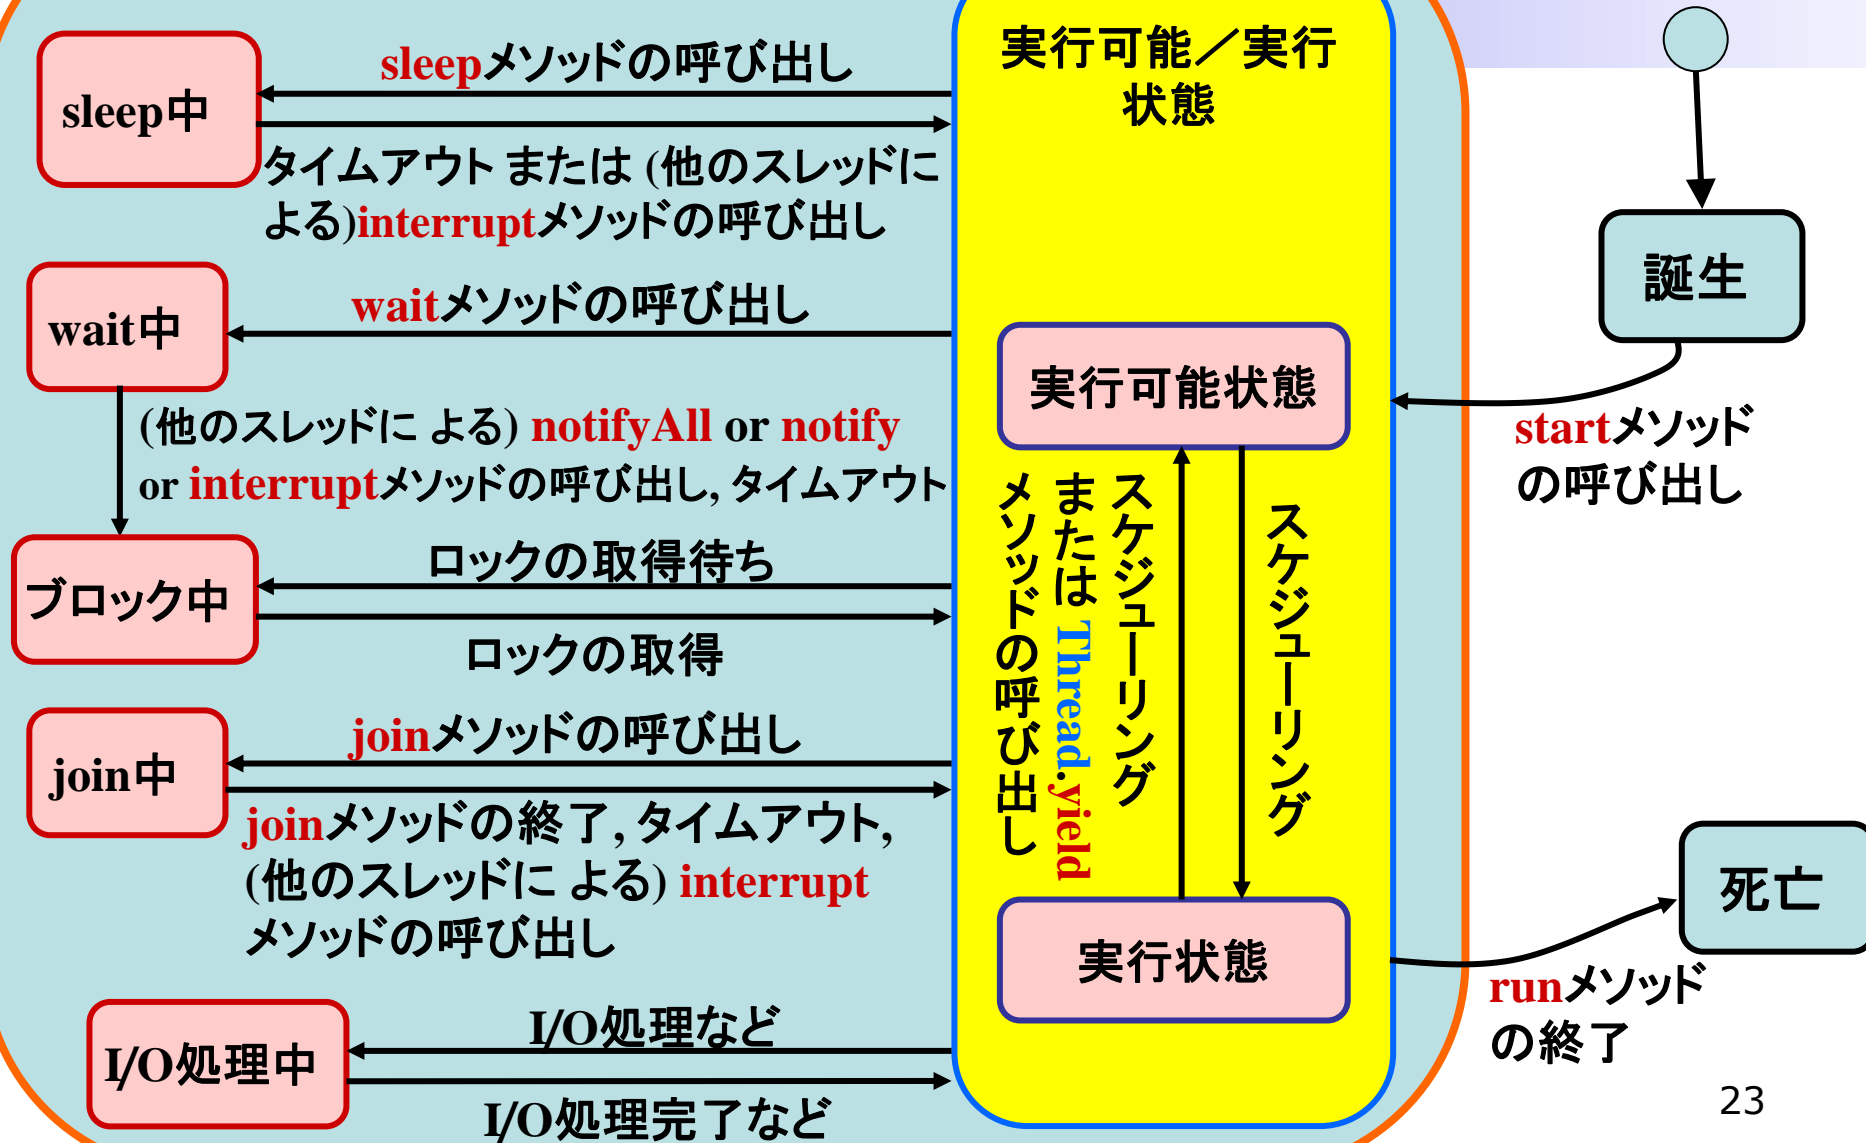 sleepメソッドの呼び出し
sleep中
タイムアウト または (他のスレッドに
よる)interruptメソッドの呼び出し
waitメソッドの呼び出し
wait中
(他のスレッドに よる) notifyAll or notify
or interruptメソッドの呼び出し, タイムアウト
ロックの取得待ち
ブロック中
ロックの取得
joinメソッドの呼び出し
join中
joinメソッドの終了, タイムアウト,
(他のスレッドに よる) interrupt
メソッドの呼び出し
I/O処理など
I/O処理中
I/O処理完了など
実行可能／実行
状態
実行可能状態
スケジューリング
スケジューリング
または Thread.yield
メソッドの呼び出し
実行状態
誕生
startメソッド
の呼び出し
死亡
runメソッド
の終了
23